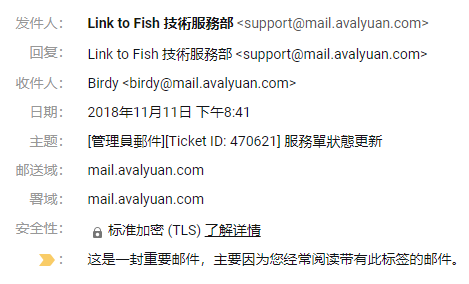 发件人： Link to Fish 技術服務部 <support@mail.avalyuan.com>
回复： Link to Fish 技術服務部 <support@mail.avalyuan.com>
收件人： Birdy <birdy@mail.avalyuan.com>
日期： 2018年11月11日 下午8:41
主题： [管理員郵件][Ticket ID: 470621] 服務單狀態更新
邮送域： mail.avalyuan.com
署域： mail.avalyuan.com
安全性： 标准加密 (TLS) 了解详情
： 这是一封重要邮件，主要因为您经常阅读带有此标签的邮件。